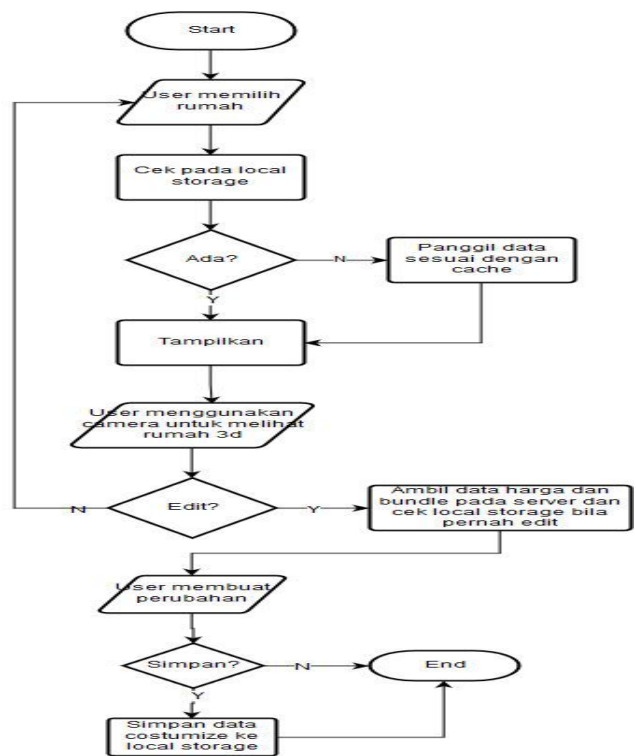 Start
User memilih
rumah
Cek pada local
storage
Ada?
N
Panggil data
sesuai dengan
cache
Y
Tampilkan
User menggunakan
camera untuk melihat
rumah 3d
Edit?
N
Y
Ambil data harga dan
bundle pada server dan
cek local storage bila
pernah edit
User membuat
perubahan
Simpan?
N
End
Y
Simpan data
costumize ke
local storage